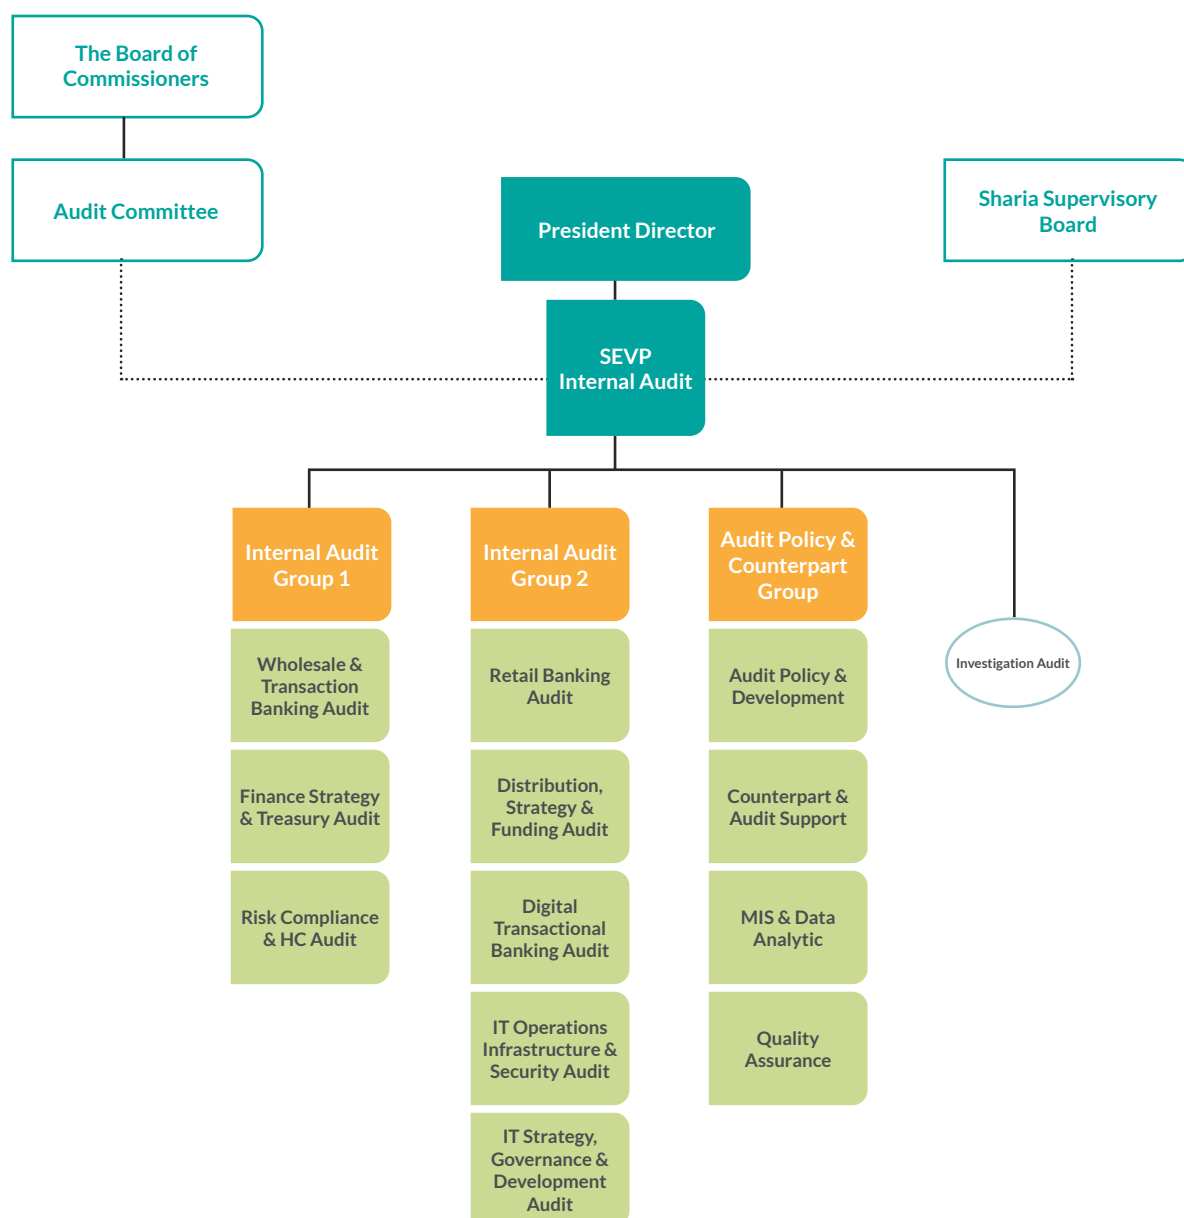 The Board of
Commissioners
Audit Committee
President Director
Sharia Supervisory
Board
SEVP
Internal Audit
Internal Audit
Group 1
Wholesale &
Transaction
Banking Audit
Finance Strategy
& Treasury Audit
Risk Compliance
& HC Audit
Internal Audit
Group 2
Retail Banking
Audit
Distribution,
Strategy &
Funding Audit
Digital
Transactional
Banking Audit
IT Operations
Infrastructure &
Security Audit
IT Strategy,
Governance &
Development
Audit
Audit Policy &
Counterpart
Group
Audit Policy &
Development
Counterpart &
Audit Support
MIS & Data
Analytic
Quality
Assurance
Investigation Audit